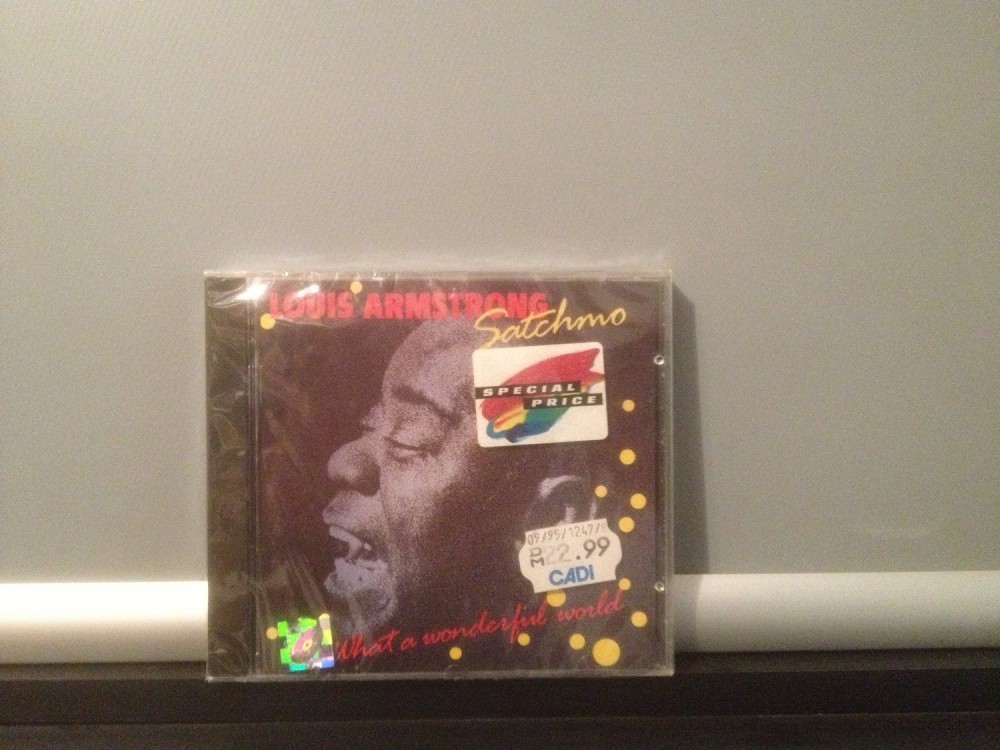 LOUIS ARMSTRONG
Satchmo
SPECIAL
PRICE
09/95/1247/
DM22.99
CADI
What a wonderful world